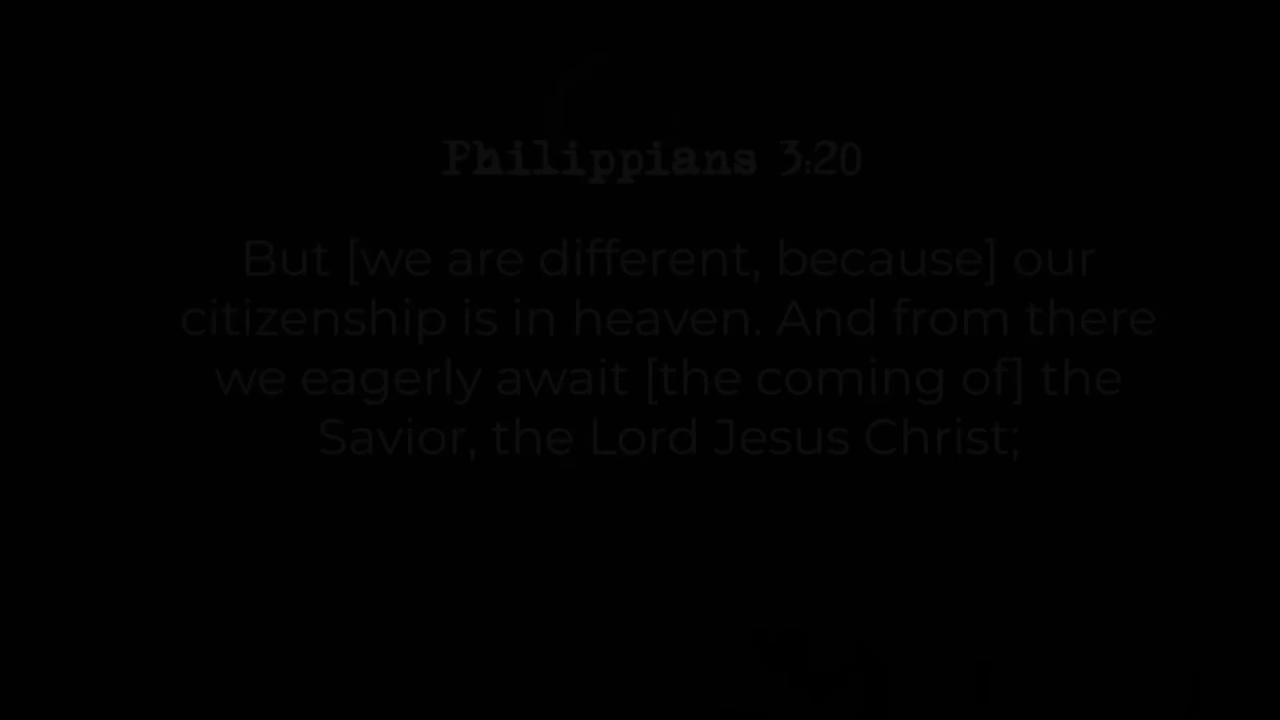 Philippians 3:20
But [we are different, because] our
citizenship is in heaven. And from there
we eagerly await [the coming of] the
Savior, the Lord Jesus Christ;